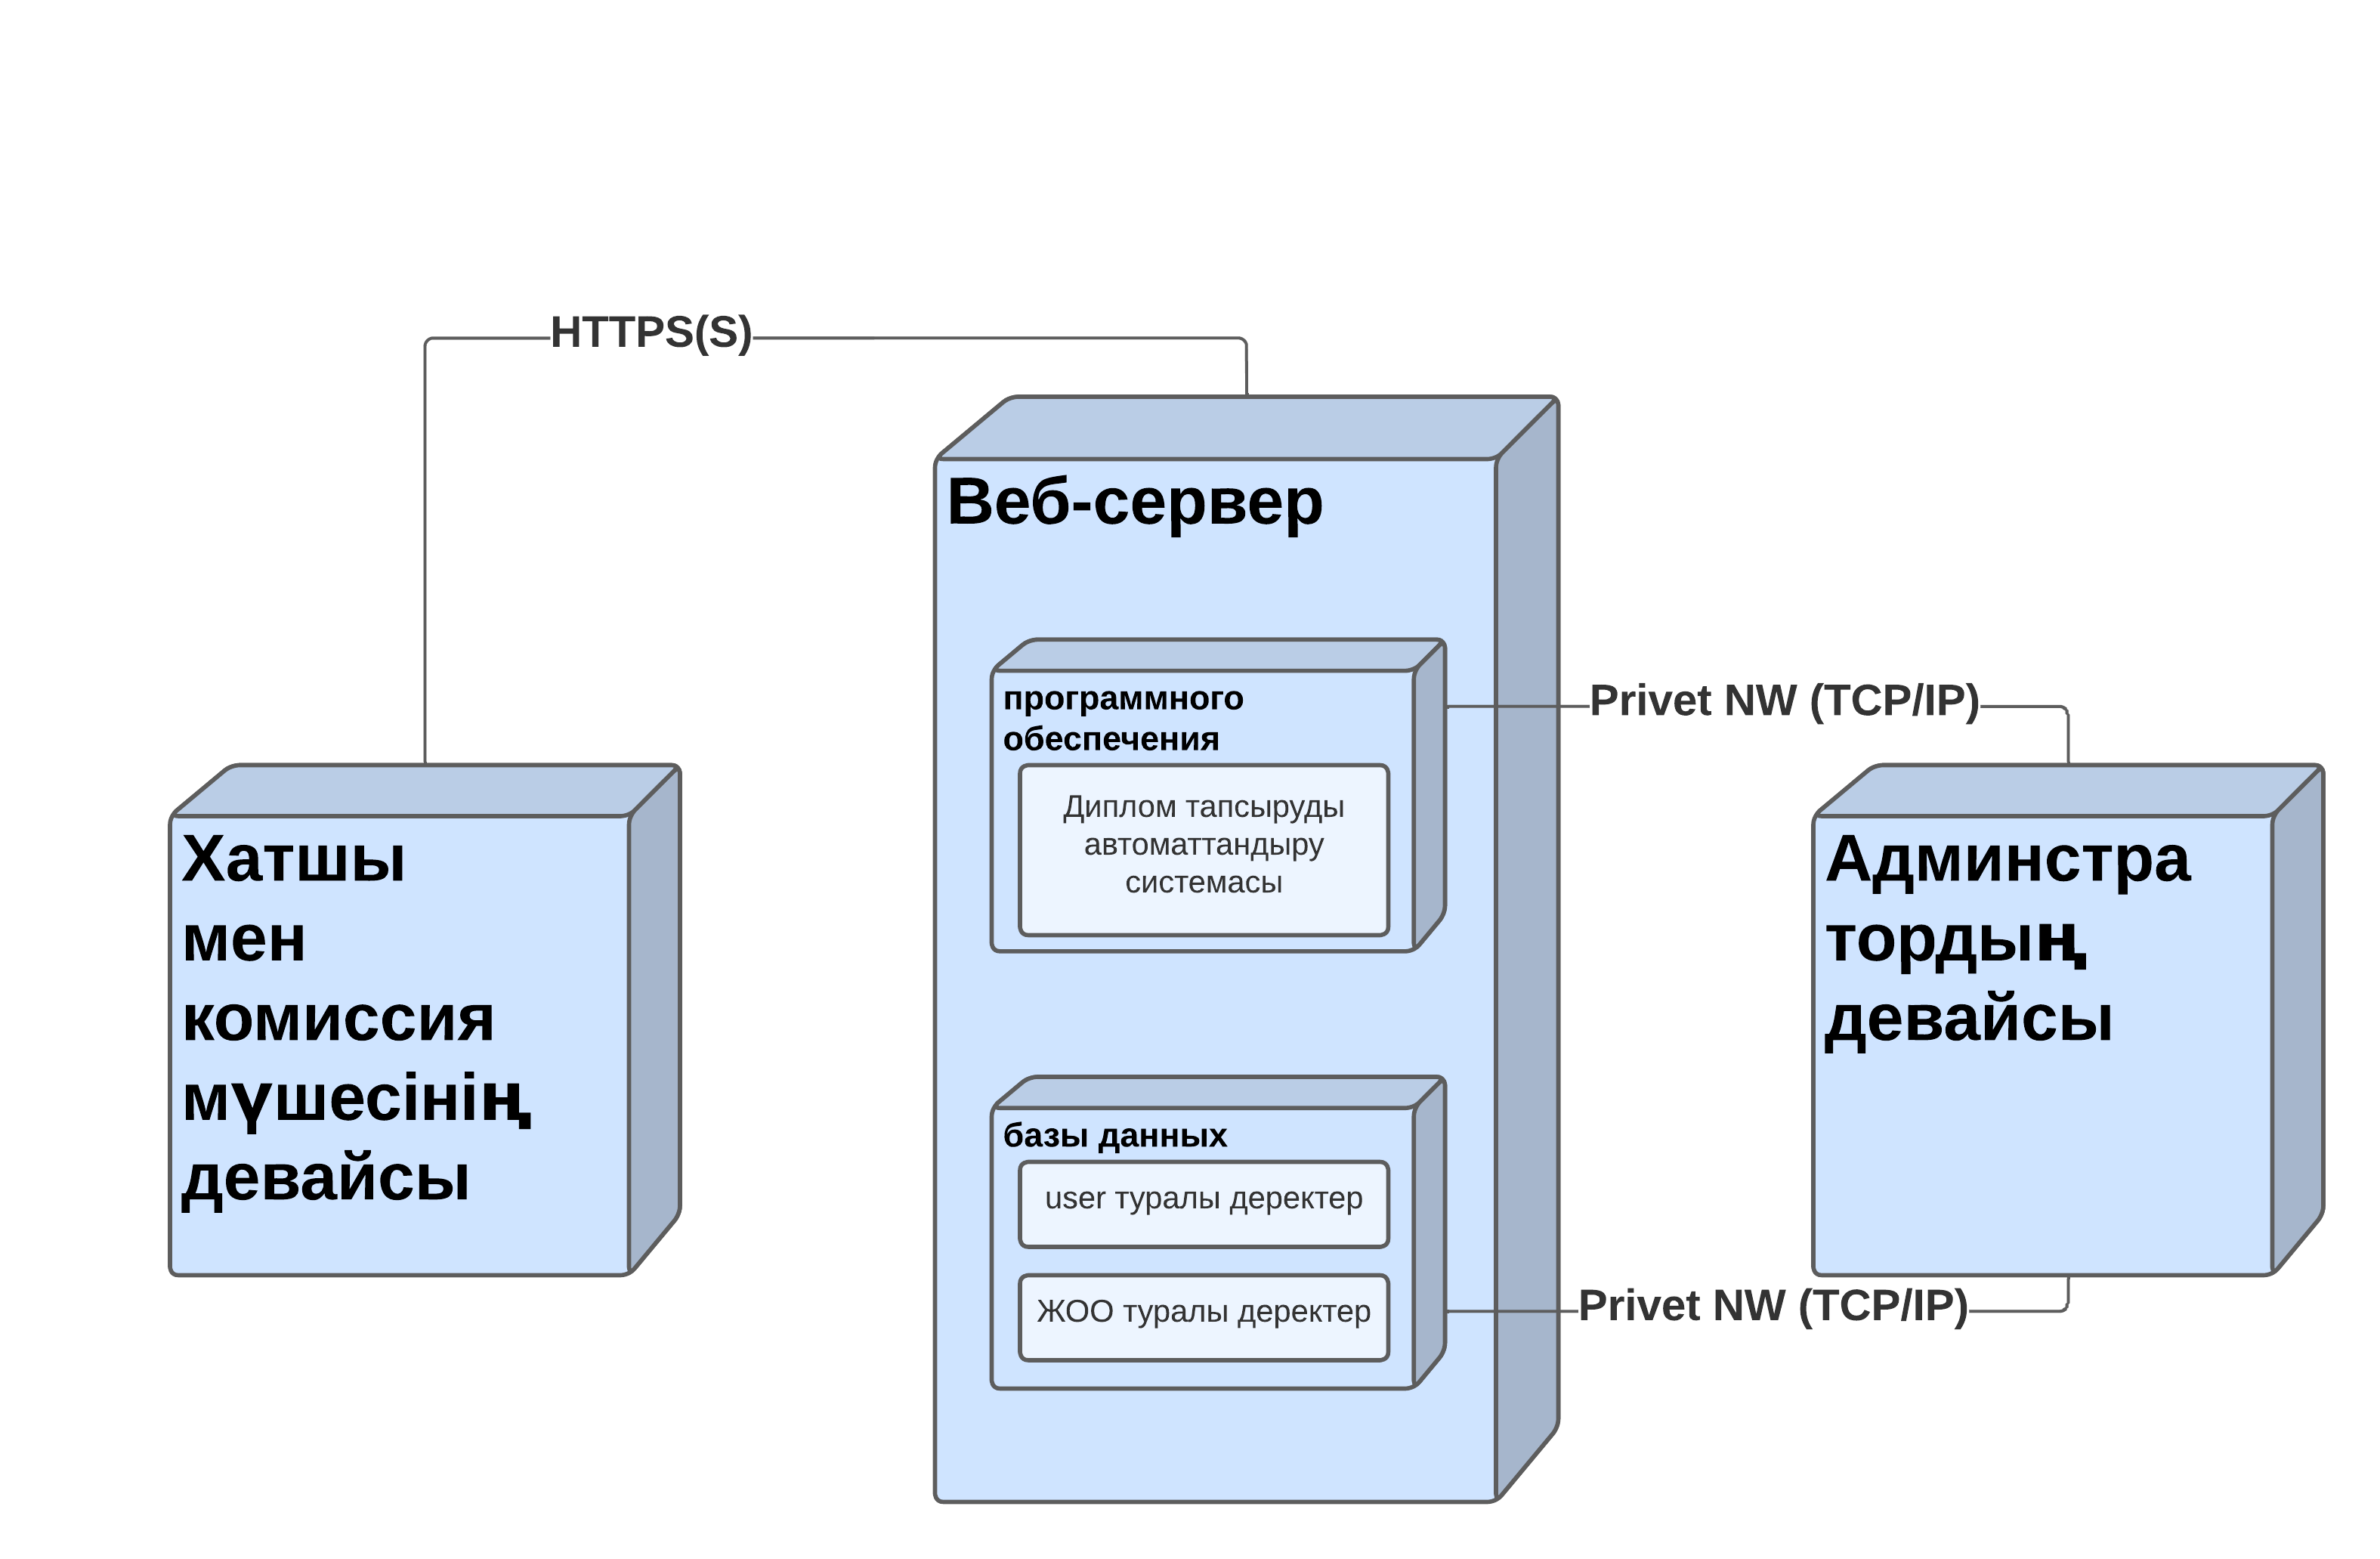 HTTPS(S)
Веб-сервер
программного
обеспечения
Диплом тапсыруды
автоматтандыру
системасы
базы данных
user туралы деректер
ЖОО туралы деректер
Хатшы
мен
комиссия
мүшесінің
девайсы
Privet NW (TCP/IP)
Админстра
тордың
девайсы
Privet NW (TCP/IP)